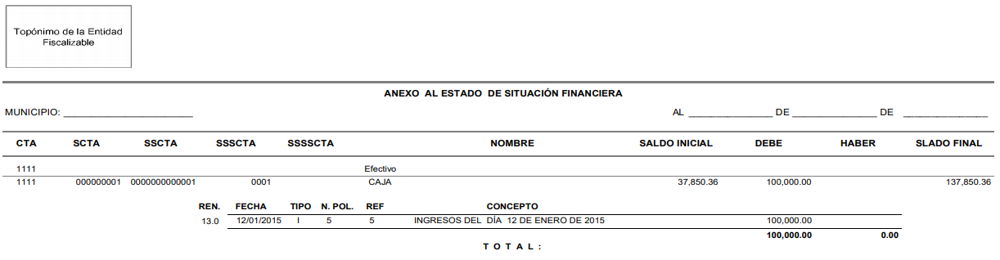 Topónimo de la Entidad
Fiscalizable
ANEXO AL ESTADO DE SITUACIÓN FINANCIERA
MUNICIPIO: ________________________ AL ________________ DE ________________ DE ________________
CTA SCTA SSCTA SSSCTA SSSSCTA NOMBRE SALDO INICIAL DEBE HABER SLADO FINAL
1111 Efectivo
1111 000000001 0000000000001 0001 CAJA 37,850.36 100,000.00 137,850.36
REN. FECHA TIPO N. POL. REF CONCEPTO
13.0 12/01/2015 I 5 5 INGRESOS DEL DÍA 12 DE ENERO DE 2015 100,000.00
100,000.00 0.00
T O T A L :